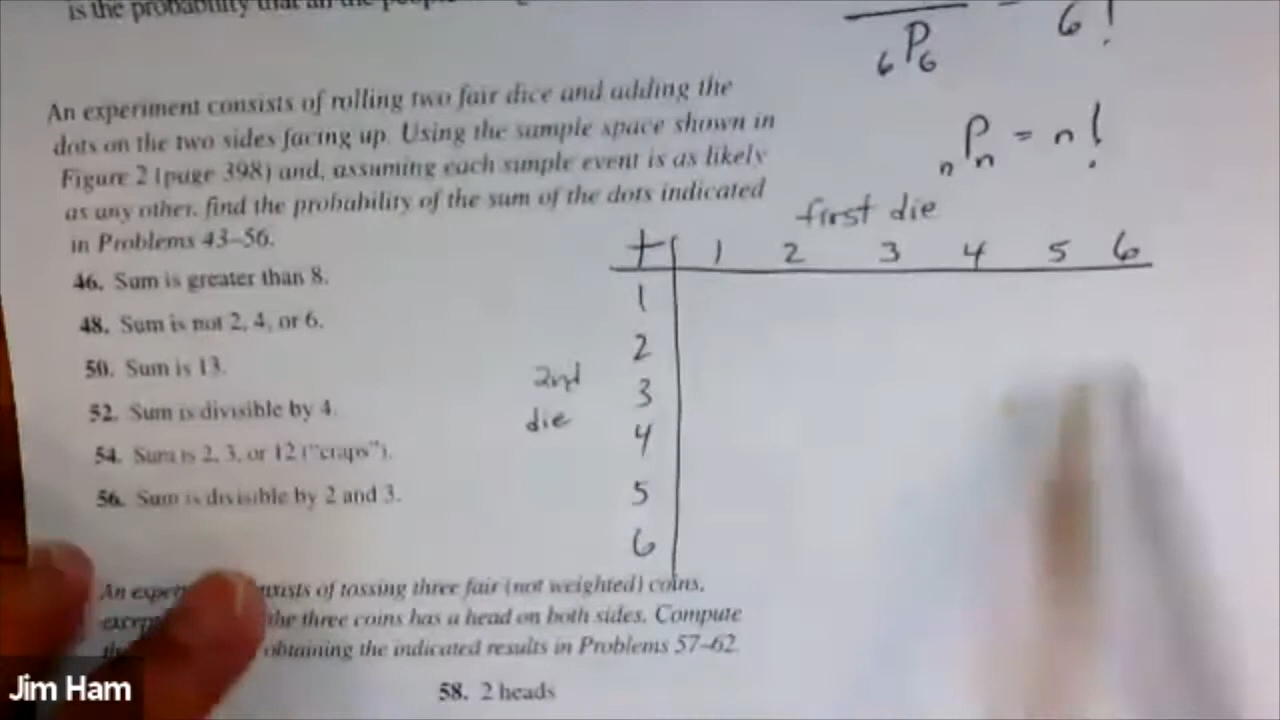 is the probability that all the
6P6
6!
nPn = n!
An experiment consists of rolling two fair dice and adding the
dots on the two sides facing up. Using the sample space shown in
Figure 2 (page 398) and, assuming each simple event is as likely
as any other, find the probability of the sum of the dots indicated
in Problems 43–56.
46. Sum is greater than 8.
48. Sum is not 2, 4, or 6.
50. Sum is 13.
52. Sum is divisible by 4.
54. Sum is 2, 3, or 12 ("craps").
56. Sum is divisible by 2 and 3.
first die
+ 1 2 3 4 5 6
1
2
3
4
5
6
2nd
die
An consists of tossing three fair (not weighted) coins,
the three coins has a head on both sides. Compute
obtaining the indicated results in Problems 57–62.
58. 2 heads
Jim Ham